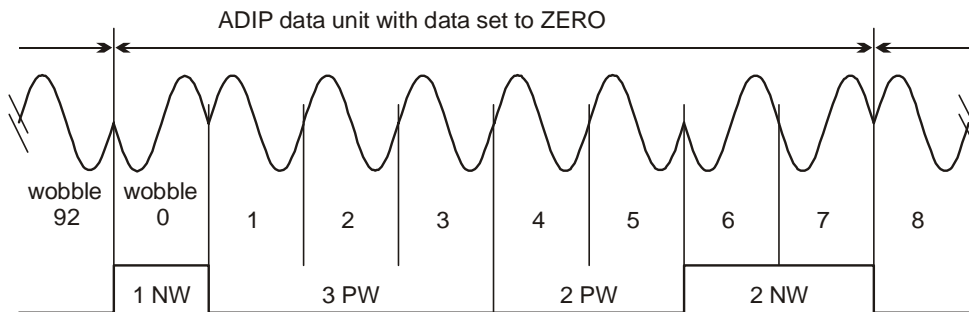 ADIP data unit with data set to ZERO
wobble 92
wobble 0
1 2 3 4 5 6 7 8
1 NW 3 PW 2 PW 2 NW